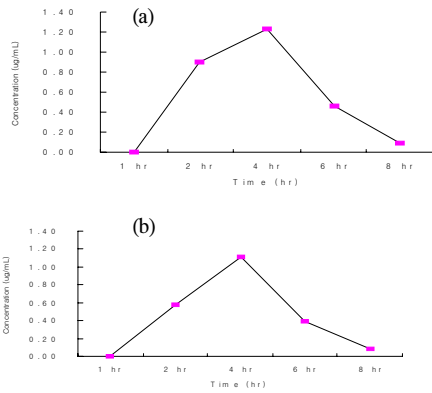 (a)
1.40
1.20
1.00
0.80
0.60
0.40
0.20
0.00
Concentration (ug/mL)
1 hr 2 hr 4 hr 6 hr 8 hr
Time (hr)
(b)
1.40
1.20
1.00
0.80
0.60
0.40
0.20
0.00
Concentration (ug/mL)
1 hr 2 hr 4 hr 6 hr 8 hr
Time (hr)